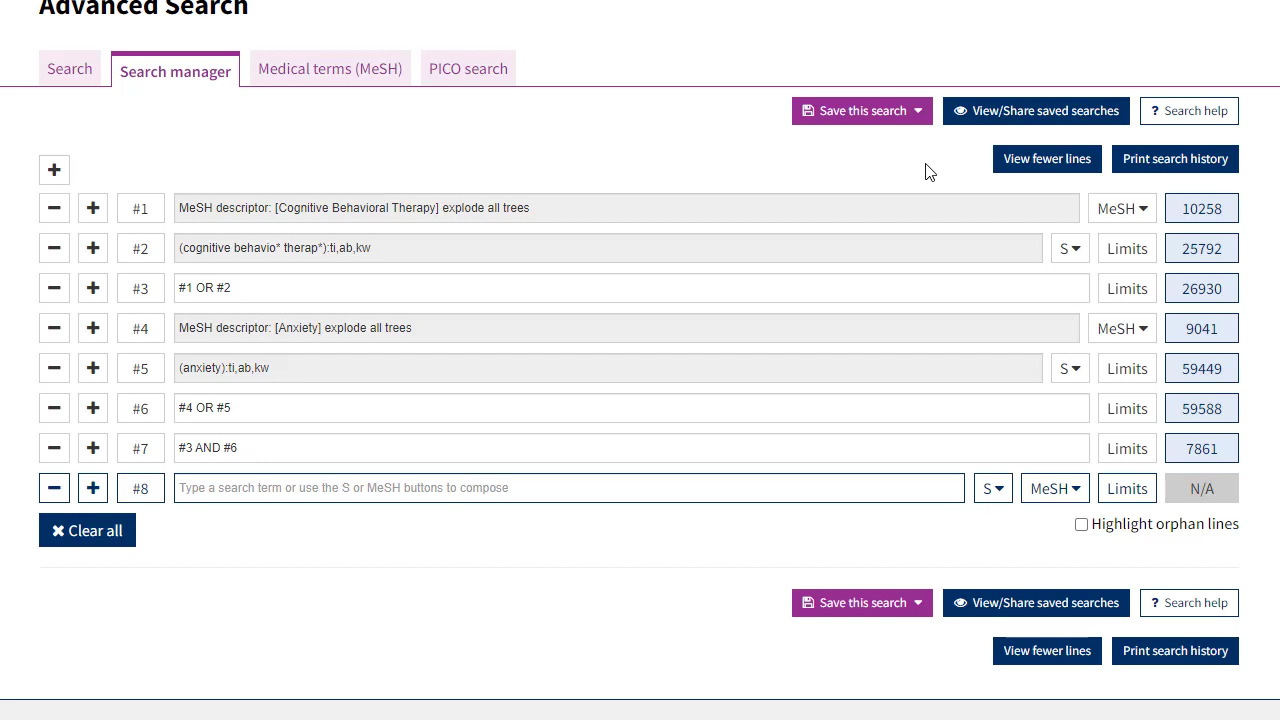 Advanced Search
Search Search manager Medical terms (MeSH) PICO search
Save this search View/Share saved searches ? Search help
View fewer lines Print search history
+
− + #1 MeSH descriptor: [Cognitive Behavioral Therapy] explode all trees MeSH 10258
− + #2 (cognitive behavio* therap*):ti,ab,kw S Limits 25792
− + #3 #1 OR #2 Limits 26930
− + #4 MeSH descriptor: [Anxiety] explode all trees MeSH 9041
− + #5 (anxiety):ti,ab,kw S Limits 59449
− + #6 #4 OR #5 Limits 59588
− + #7 #3 AND #6 Limits 7861
− + #8 Type a search term or use the S or MeSH buttons to compose S MeSH Limits N/A
✖ Clear all Highlight orphan lines
Save this search View/Share saved searches ? Search help
View fewer lines Print search history